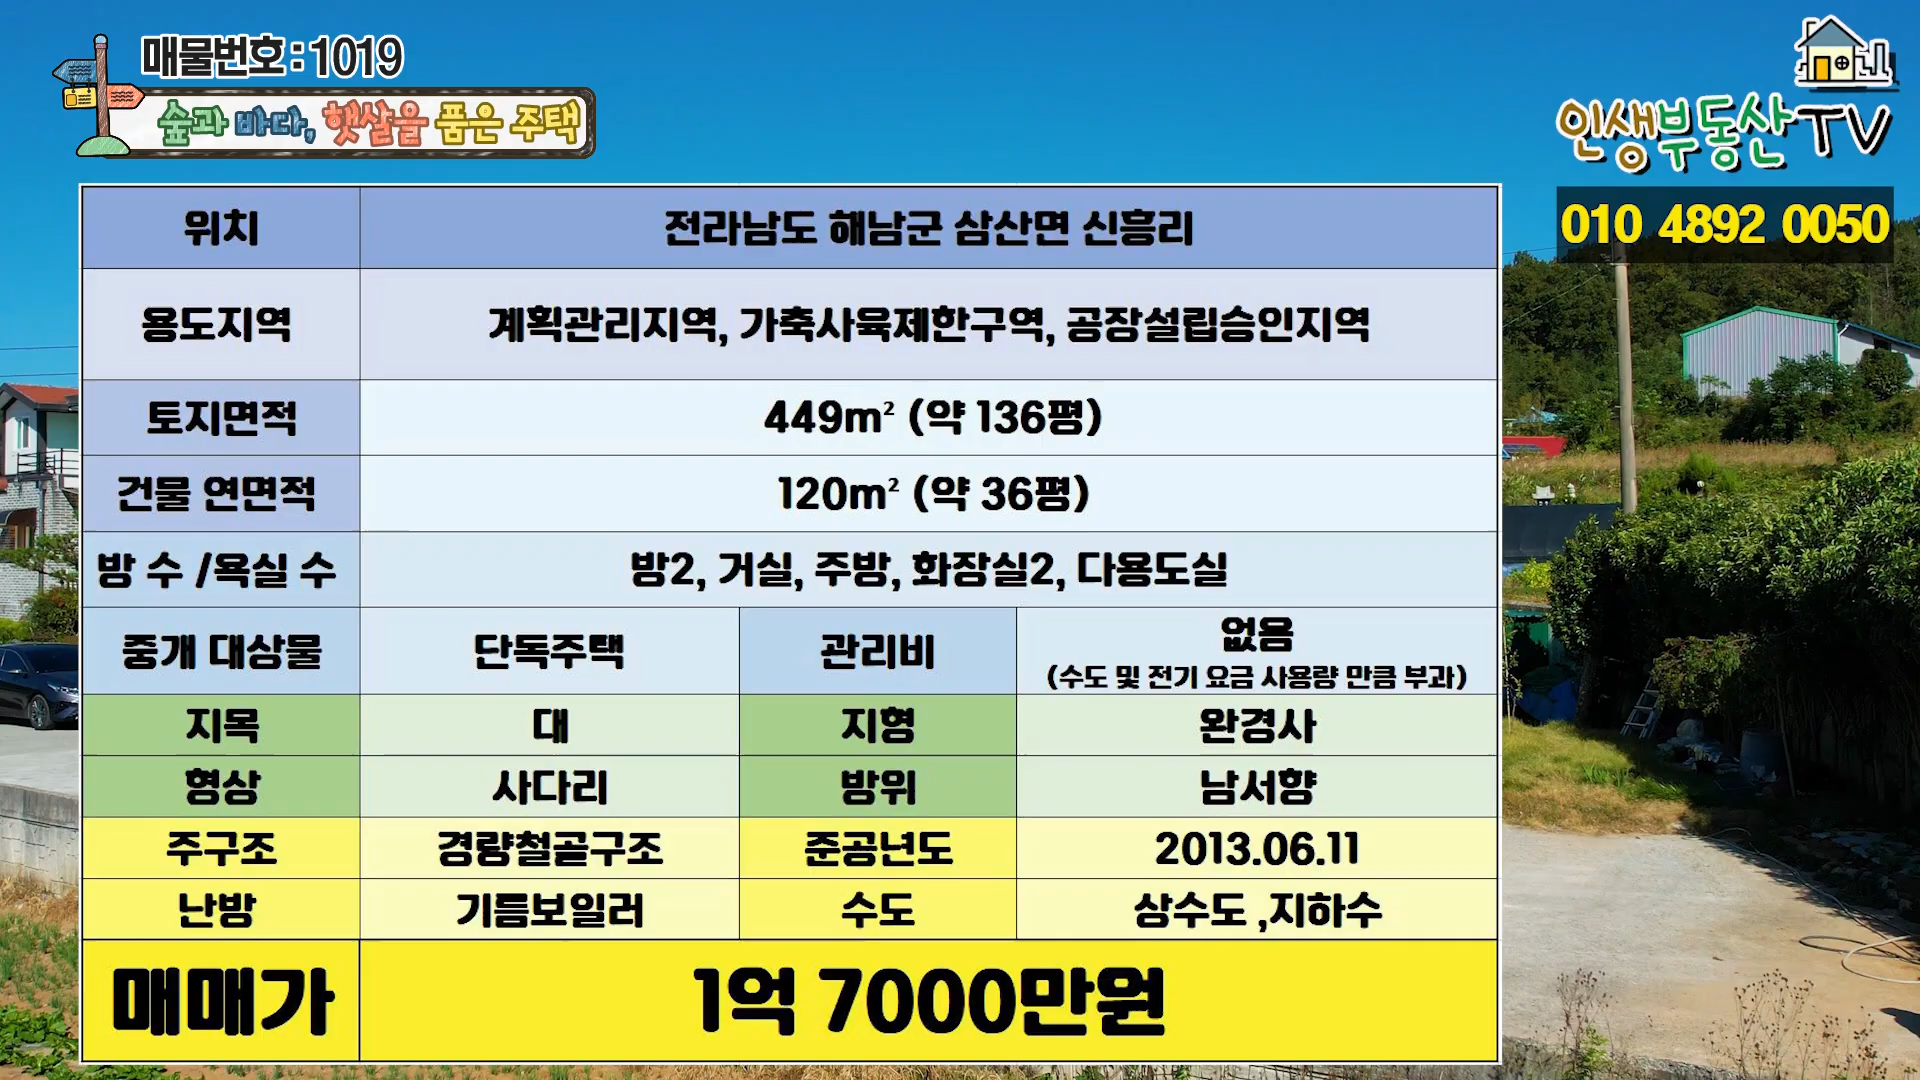 매물번호 : 1019
숲과 바다, 햇살을 품은 주택
인생부동산TV
010 4892 0050
위치 전라남도 해남군 삼산면 신흥리
용도지역 계획관리지역, 가축사육제한구역, 공장설립승인지역
토지면적 449m² (약 136평)
건물 연면적 120m² (약 36평)
방 수 /욕실 수 방2, 거실, 주방, 화장실2, 다용도실
중개 대상물 단독주택 관리비 없음
(수도 및 전기 요금 사용량 만큼 부과)
지목 대 지형 완경사
형상 사다리 방위 남서향
주구조 경량철골구조 준공년도 2013.06.11
난방 기름보일러 수도 상수도 ,지하수
매매가 1억 7000만원